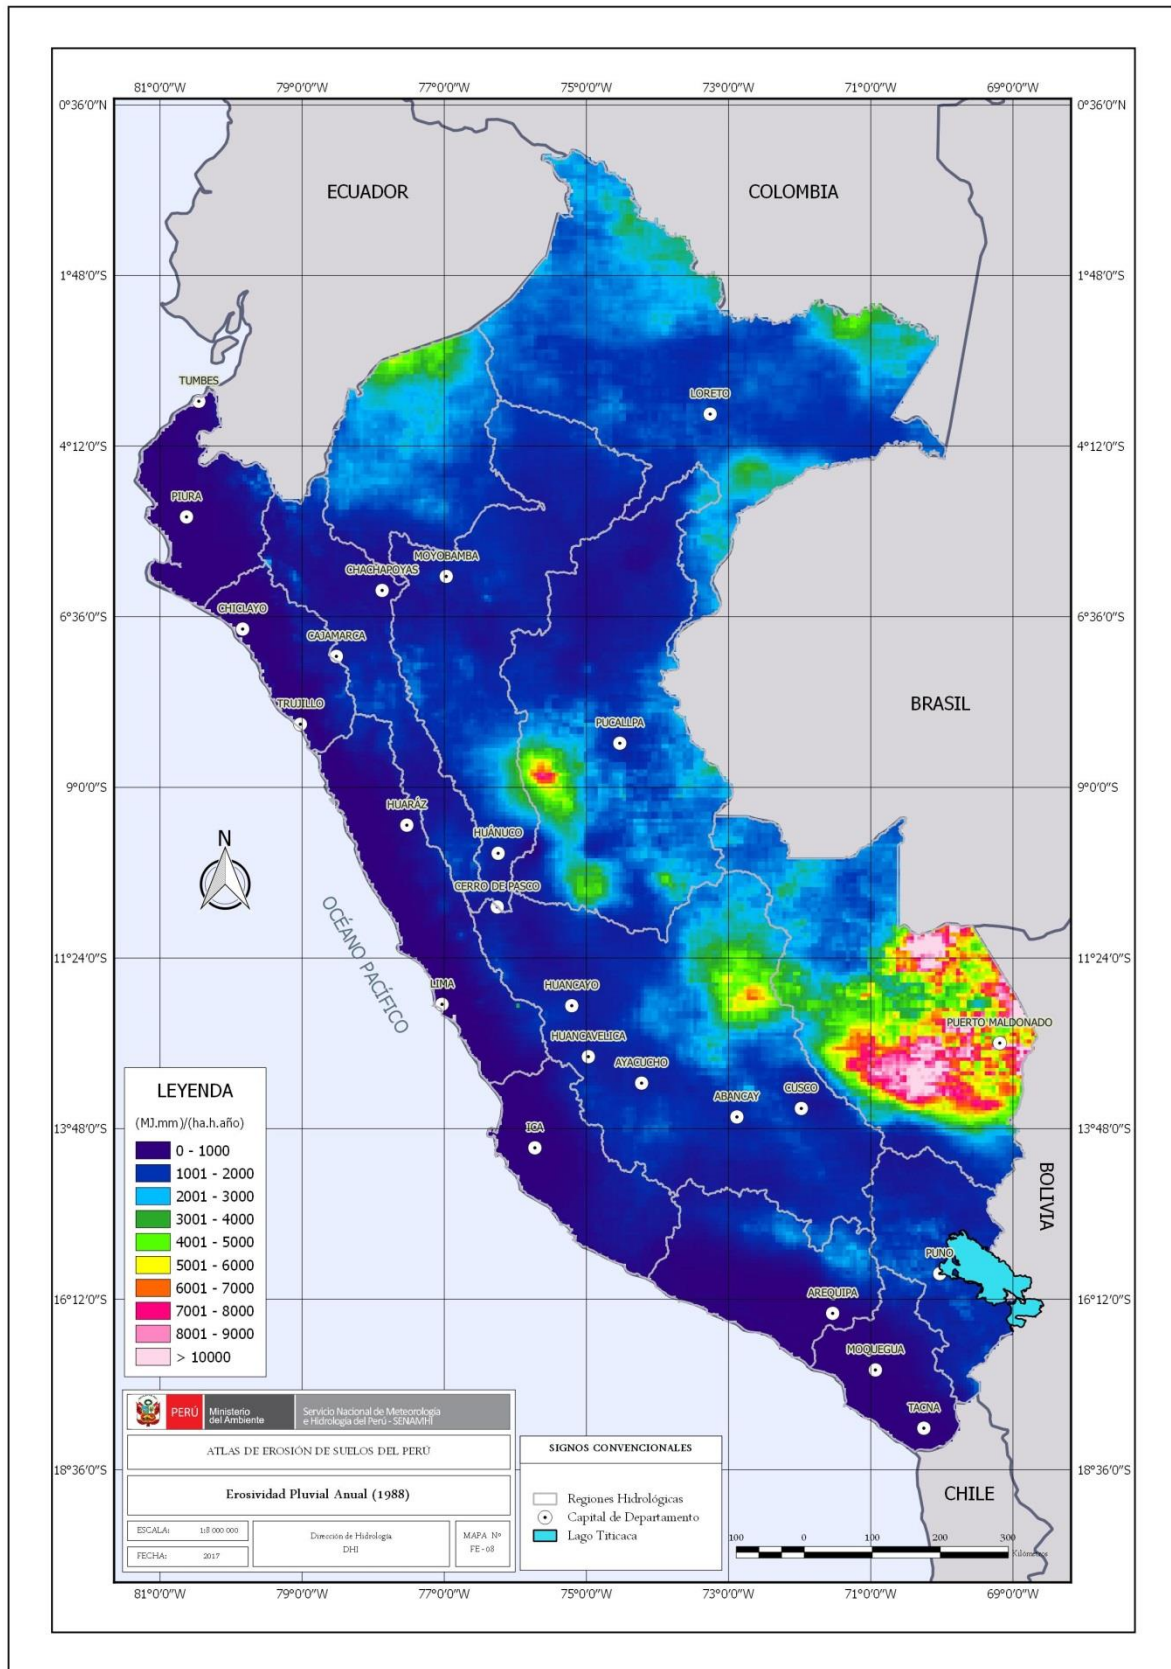 81°0'0"W 79°0'0"W 77°0'0"W 75°0'0"W 73°0'0"W 71°0'0"W 69°0'0"W
0°36'0"N 0°36'0"N
ECUADOR
COLOMBIA
1°48'0"S 1°48'0"S
TUMBES
LORETO
4°12'0"S 4°12'0"S
PIURA
MOYOBAMBA
CHACHAPOYAS
6°36'0"S 6°36'0"S
CHICLAYO
CAJAMARCA
TRUJILLO
BRASIL
PUCALLPA
9°0'0"S 9°0'0"S
HUARÁZ
N
HUÁNUCO
CERRO DE PASCO
OCÉANO PACÍFICO
11°24'0"S 11°24'0"S
LIMA
HUANCAYO
PUERTO MALDONADO
HUANCAVELICA
AYACUCHO
ABANCAY
CUSCO
13°48'0"S 13°48'0"S
ICA
BOLIVIA
PUNO
16°12'0"S 16°12'0"S
AREQUIPA
MOQUEGUA
TACNA
18°36'0"S 18°36'0"S
CHILE
LEYENDA
(MJ.mm)/(ha.h.año)
0 - 1000
1001 - 2000
2001 - 3000
3001 - 4000
4001 - 5000
5001 - 6000
6001 - 7000
7001 - 8000
8001 - 9000
> 10000
PERÚ
Ministerio
del Ambiente
Servicio Nacional de Meteorología
e Hidrología del Perú - SENAMHI
ATLAS DE EROSIÓN DE SUELOS DEL PERÚ
Erosividad Pluvial Anual (1988)
ESCALA: 1:8 000 000
FECHA: 2017
Dirección de Hidrología
DHI
MAPA Nº
FE - 08
SIGNOS CONVENCIONALES
Regiones Hidrológicas
Capital de Departamento
Lago Titicaca
100 0 100 200 300
Kilómetros
81°0'0"W 79°0'0"W 77°0'0"W 75°0'0"W 73°0'0"W 71°0'0"W 69°0'0"W